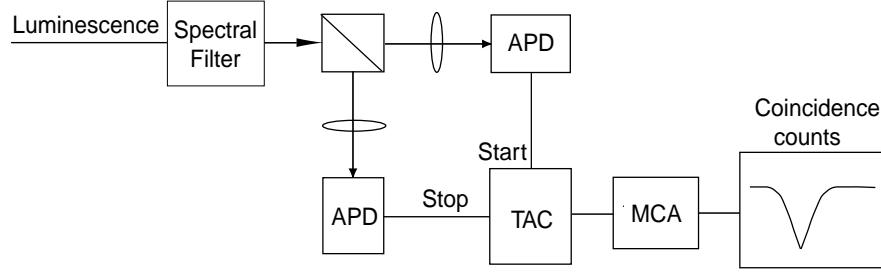 Luminescence
Spectral
Filter
APD
Coincidence
counts
Start
APD
Stop
TAC
MCA